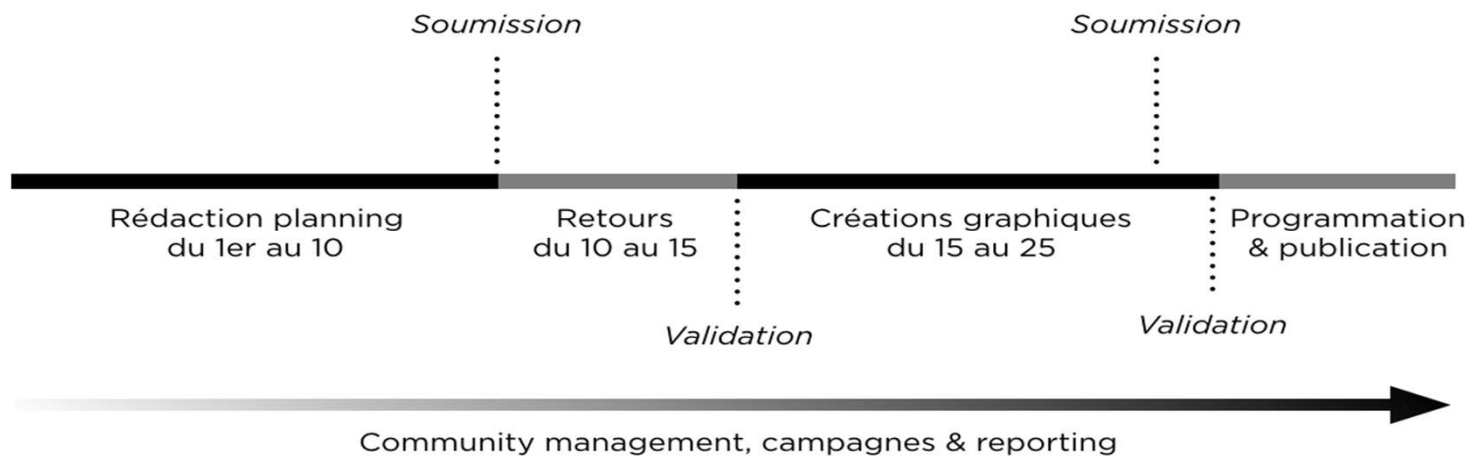 Soumission
Soumission
Rédaction planning
du 1er au 10
Retours
du 10 au 15
Créations graphiques
du 15 au 25
Programmation
& publication
Validation
Validation
Community management, campagnes & reporting